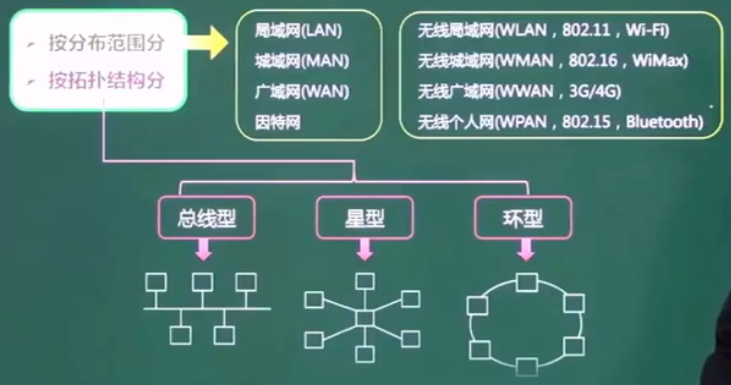 按分布范围分
按拓扑结构分
局域网(LAN)
城域网(MAN)
广域网(WAN)
因特网
无线局域网(WLAN，802.11，Wi-Fi)
无线城域网(WMAN，802.16，WiMax)
无线广域网(WWAN，3G/4G)
无线个人网(WPAN，802.15，Bluetooth)
总线型
星型
环型